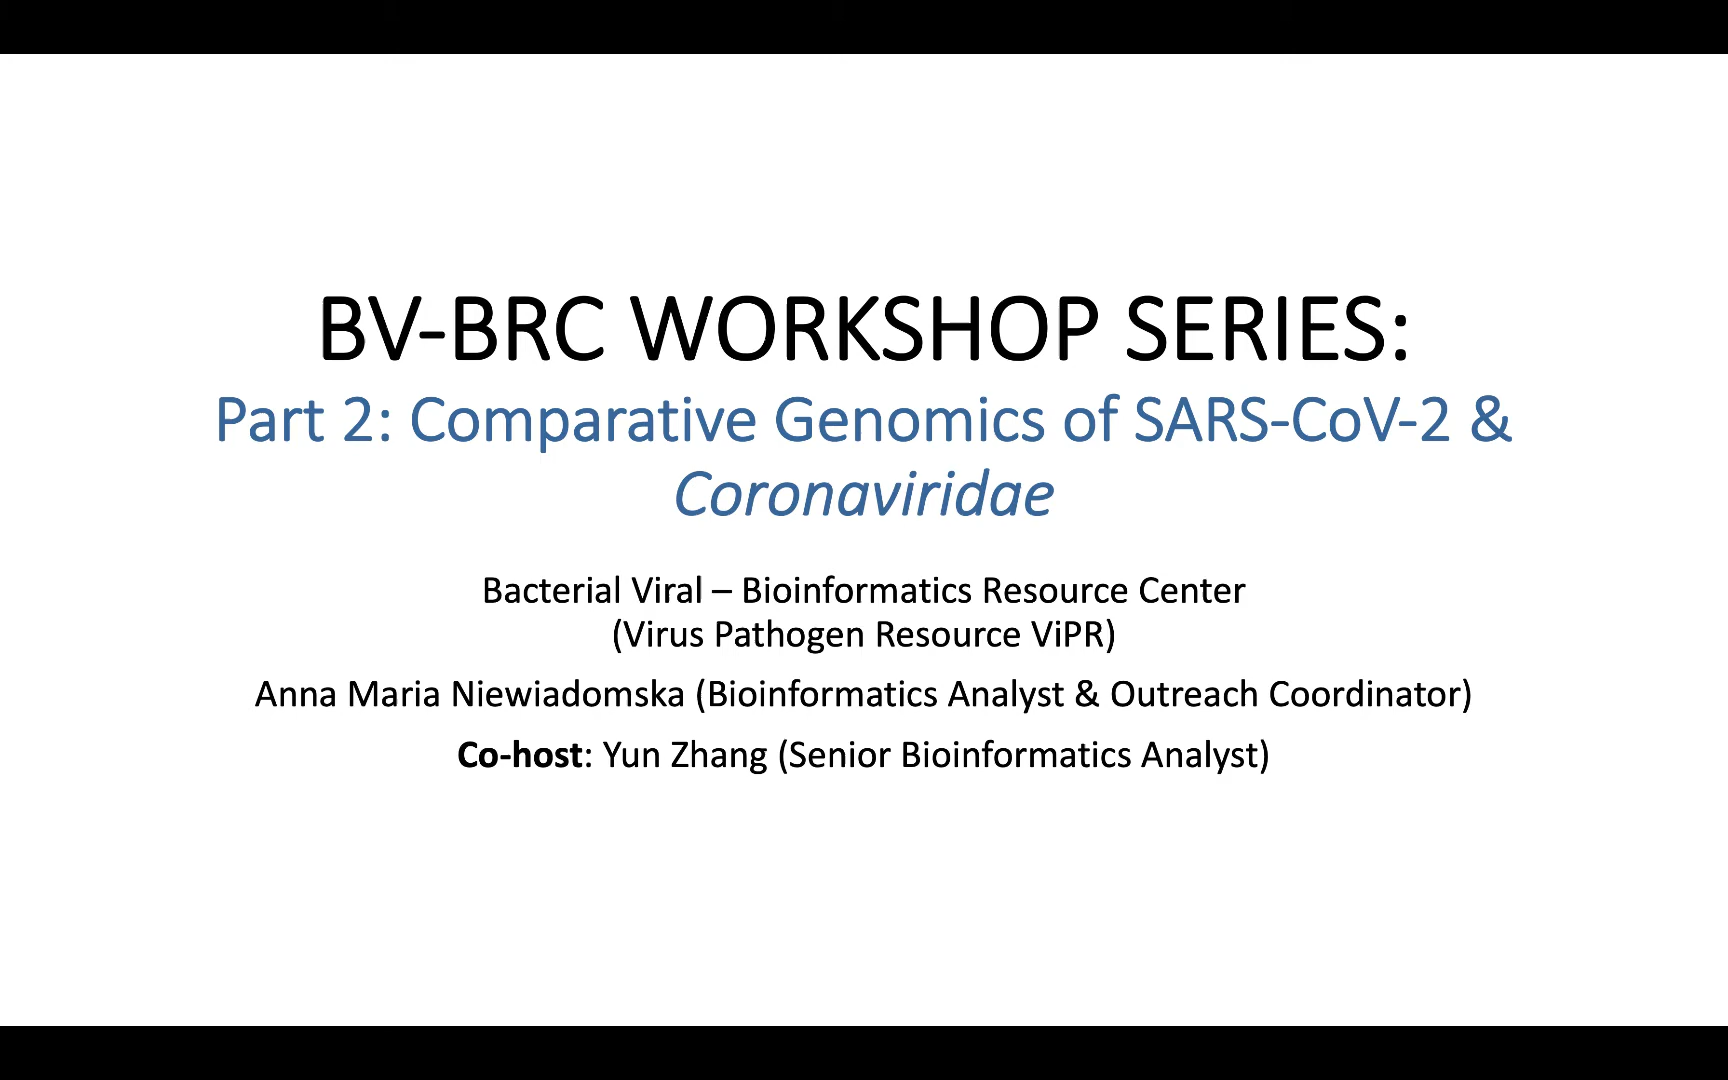 BV-BRC WORKSHOP SERIES:
Part 2: Comparative Genomics of SARS-CoV-2 &
Coronaviridae
Bacterial Viral – Bioinformatics Resource Center
(Virus Pathogen Resource ViPR)
Anna Maria Niewiadomska (Bioinformatics Analyst & Outreach Coordinator)
Co-host: Yun Zhang (Senior Bioinformatics Analyst)